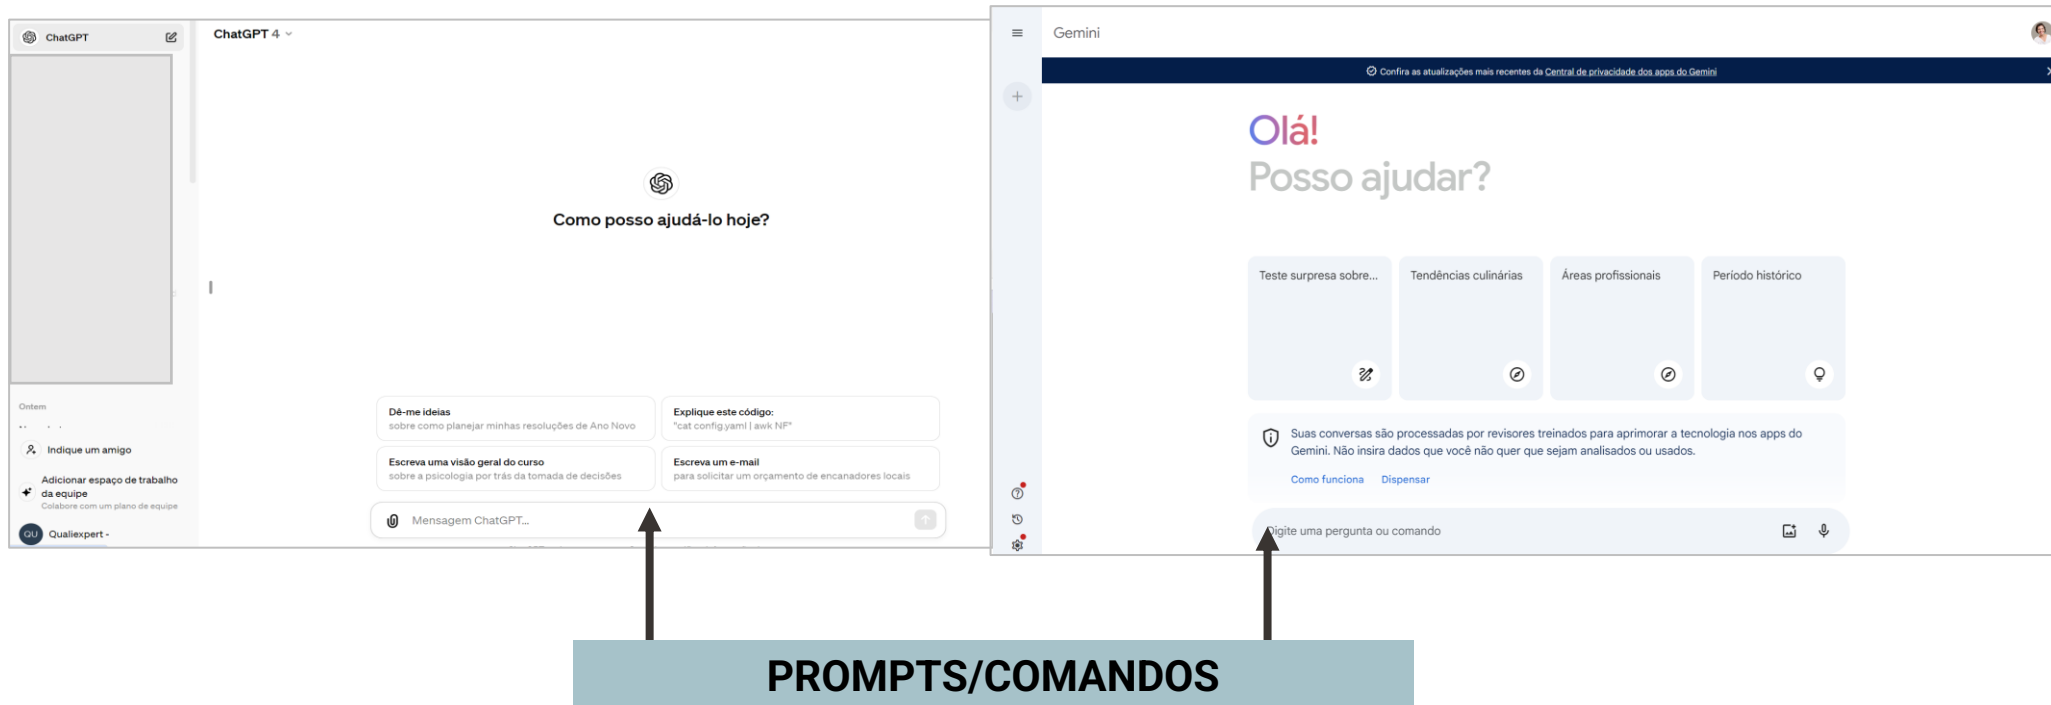 ChatGPT
ChatGPT 4
Como posso ajudá-lo hoje?
Ontem
Indique um amigo
Adicionar espaço de trabalho
da equipe
Colabore com um plano de equipe
QU Qualiexpert -
Dê-me ideias
sobre como planejar minhas resoluções de Ano Novo
Explique este código:
"cat config.yaml | awk NF"
Escreva uma visão geral do curso
sobre a psicologia por trás da tomada de decisões
Escreva um e-mail
para solicitar um orçamento de encanadores locais
Mensagem ChatGPT...
Gemini
Confira as atualizações mais recentes da Central de privacidade dos apps do Gemini
Olá!
Posso ajudar?
Teste surpresa sobre...
Tendências culinárias
Áreas profissionais
Período histórico
Suas conversas são processadas por revisores treinados para aprimorar a tecnologia nos apps do
Gemini. Não insira dados que você não quer que sejam analisados ou usados.
Como funciona Dispensar
Digite uma pergunta ou comando
PROMPTS/COMANDOS